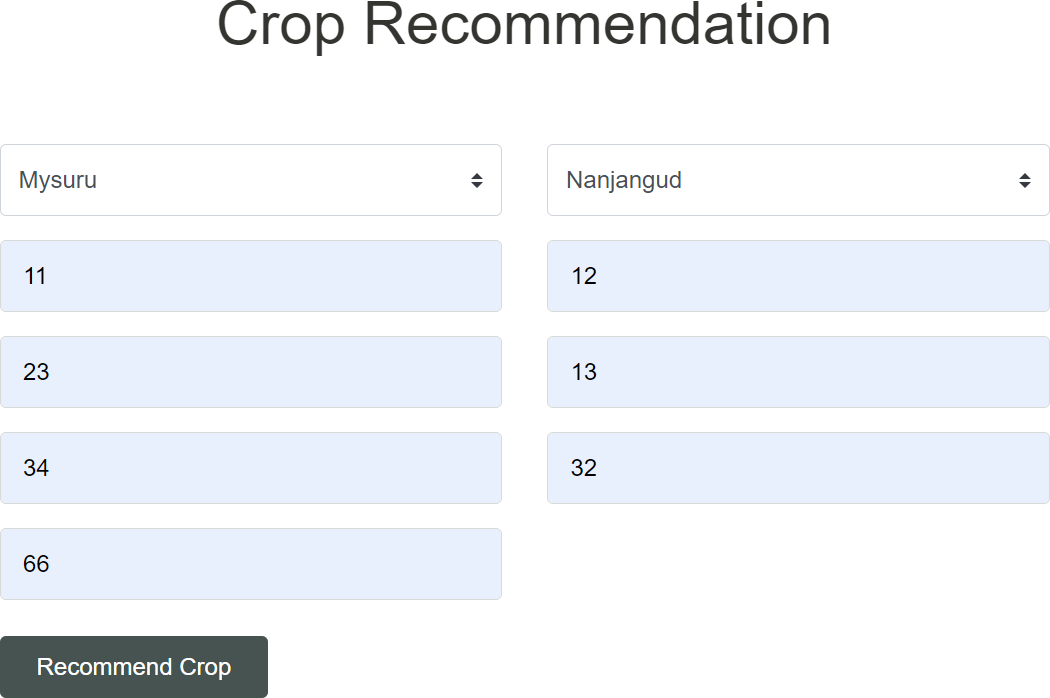 Crop Recommendation
Mysuru
Nanjangud
11
12
23
13
34
32
66
Recommend Crop